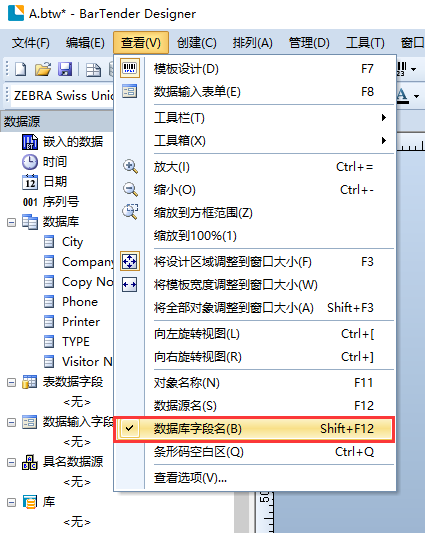 A.btw* - BarTender Designer
文件(F) 编辑(E) 查看(V) 创建(C) 排列(A) 管理(D) 工具(T) 窗口
ZEBRA Swiss Un
数据源
嵌入的数据
时间
日期
001 序列号
数据库
City
Company
Copy No
Phone
Printer
TYPE
Visitor N
表数据字段
<无>
数据输入字段
<无>
具名数据源
<无>
库
<无>
模板设计(D) F7
数据输入表单(E) F8
工具栏(T)
工具箱(X)
放大(I) Ctrl+=
缩小(O) Ctrl+-
缩放到方框范围(Z)
缩放到100%(1)
将设计区域调整到窗口大小(F) F3
将模板宽度调整到窗口大小(W)
将全部对象调整到窗口大小(A) Shift+F3
向左旋转视图(L) Ctrl+[
向右旋转视图(R) Ctrl+]
对象名称(N) F11
数据源名(S) F12
数据库字段名(B) Shift+F12
条形码空白区(Q) Ctrl+Q
查看选项(V)...